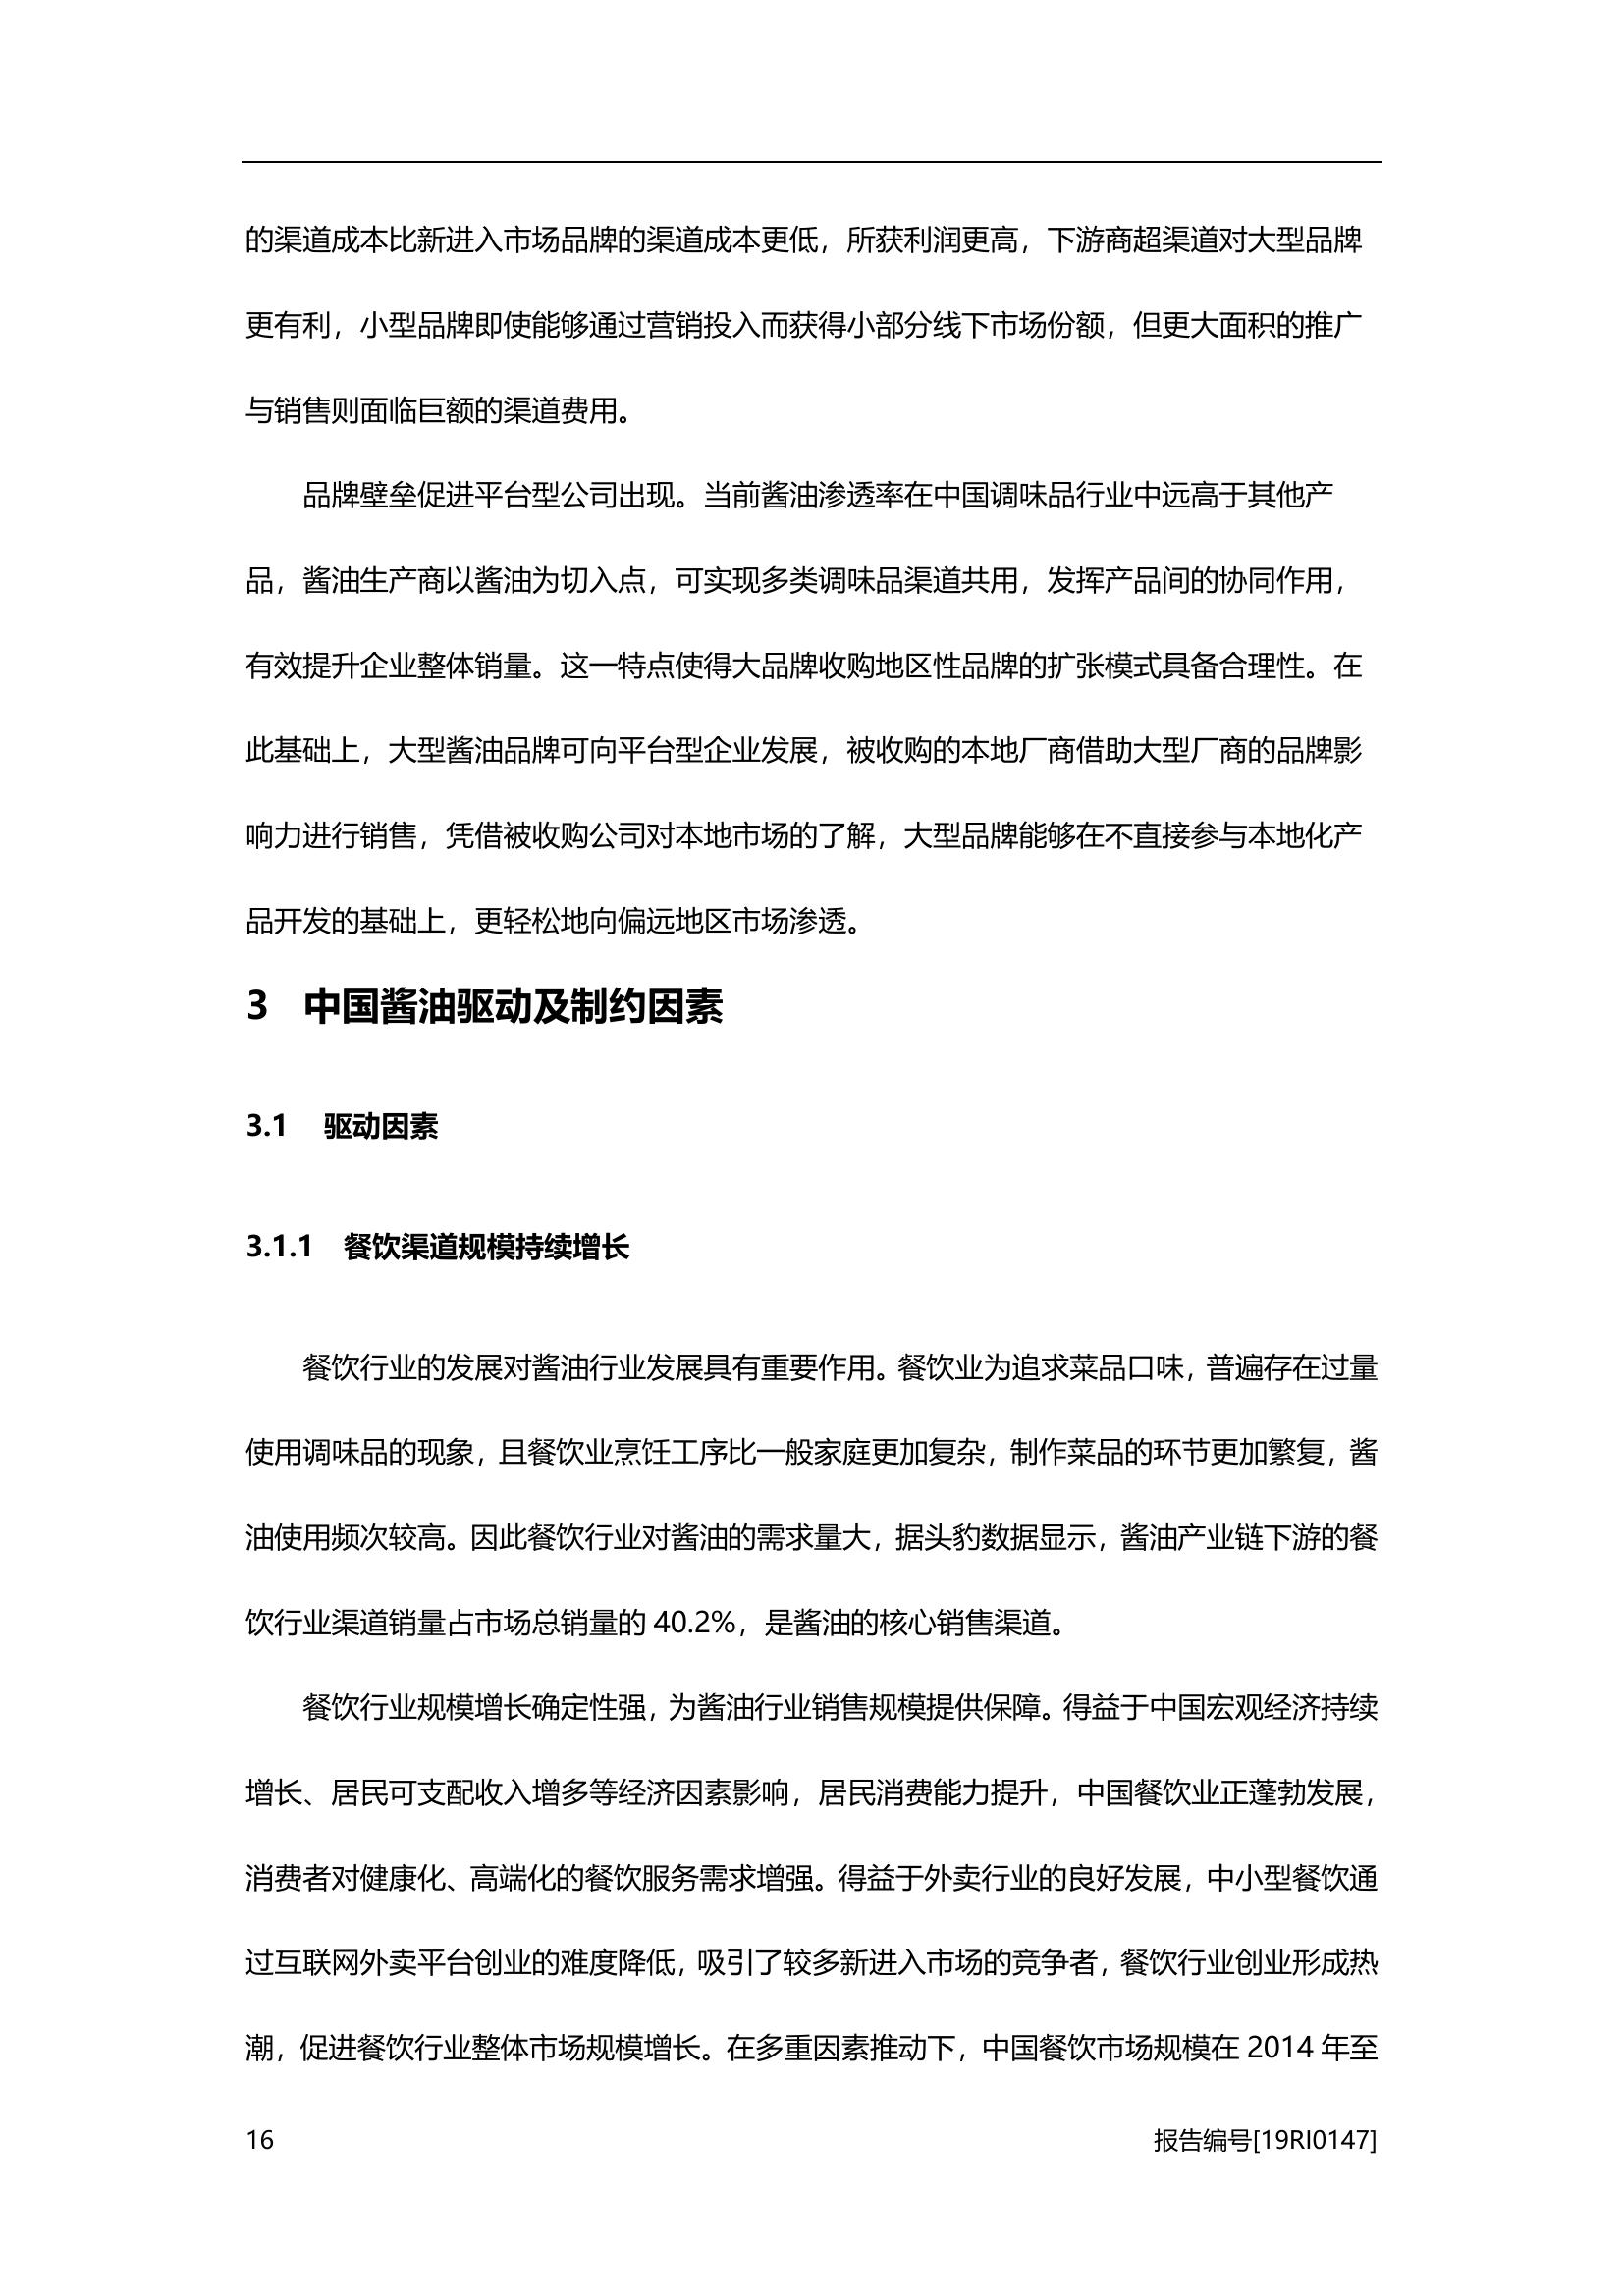 的渠道成本比新进入市场品牌的渠道成本更低，所获利润更高，下游商超渠道对大型品牌
更有利，小型品牌即使能够通过营销投入而获得小部分线下市场份额，但更大面积的推广
与销售则面临巨额的渠道费用。
品牌壁垒促进平台型公司出现。当前酱油渗透率在中国调味品行业中远高于其他产
品，酱油生产商以酱油为切入点，可实现多类调味品渠道共用，发挥产品间的协同作用，
有效提升企业整体销量。这一特点使得大品牌收购地区性品牌的扩张模式具备合理性。在
此基础上，大型酱油品牌可向平台型企业发展，被收购的本地厂商借助大型厂商的品牌影
响力进行销售，凭借被收购公司对本地市场的了解，大型品牌能够在不直接参与本地化产
品开发的基础上，更轻松地向偏远地区市场渗透。
3 中国酱油驱动及制约因素
3.1 驱动因素
3.1.1 餐饮渠道规模持续增长
餐饮行业的发展对酱油行业发展具有重要作用。餐饮业为追求菜品口味，普遍存在过量
使用调味品的现象，且餐饮业烹饪工序比一般家庭更加复杂，制作菜品的环节更加繁复，酱
油使用频次较高。因此餐饮行业对酱油的需求量大，据头豹数据显示，酱油产业链下游的餐
饮行业渠道销量占市场总销量的 40.2%，是酱油的核心销售渠道。
餐饮行业规模增长确定性强，为酱油行业销售规模提供保障。得益于中国宏观经济持续
增长、居民可支配收入增多等经济因素影响，居民消费能力提升，中国餐饮业正蓬勃发展，
消费者对健康化、高端化的餐饮服务需求增强。得益于外卖行业的良好发展，中小型餐饮通
过互联网外卖平台创业的难度降低，吸引了较多新进入市场的竞争者，餐饮行业创业形成热
潮，促进餐饮行业整体市场规模增长。在多重因素推动下，中国餐饮市场规模在 2014 年至
16 报告编号[19RI0147]